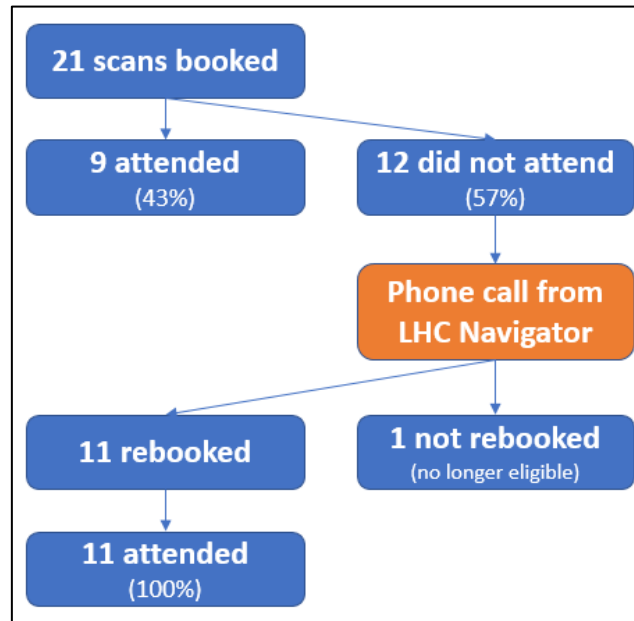 21 scans booked
9 attended
(43%)
12 did not attend
(57%)
Phone call from
LHC Navigator
11 rebooked
1 not rebooked
(no longer eligible)
11 attended
(100%)